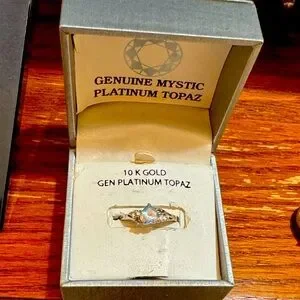 GENUINE MYSTIC
PLATINUM TOPAZ
10 K GOLD
GEN PLATINUM TOPAZ